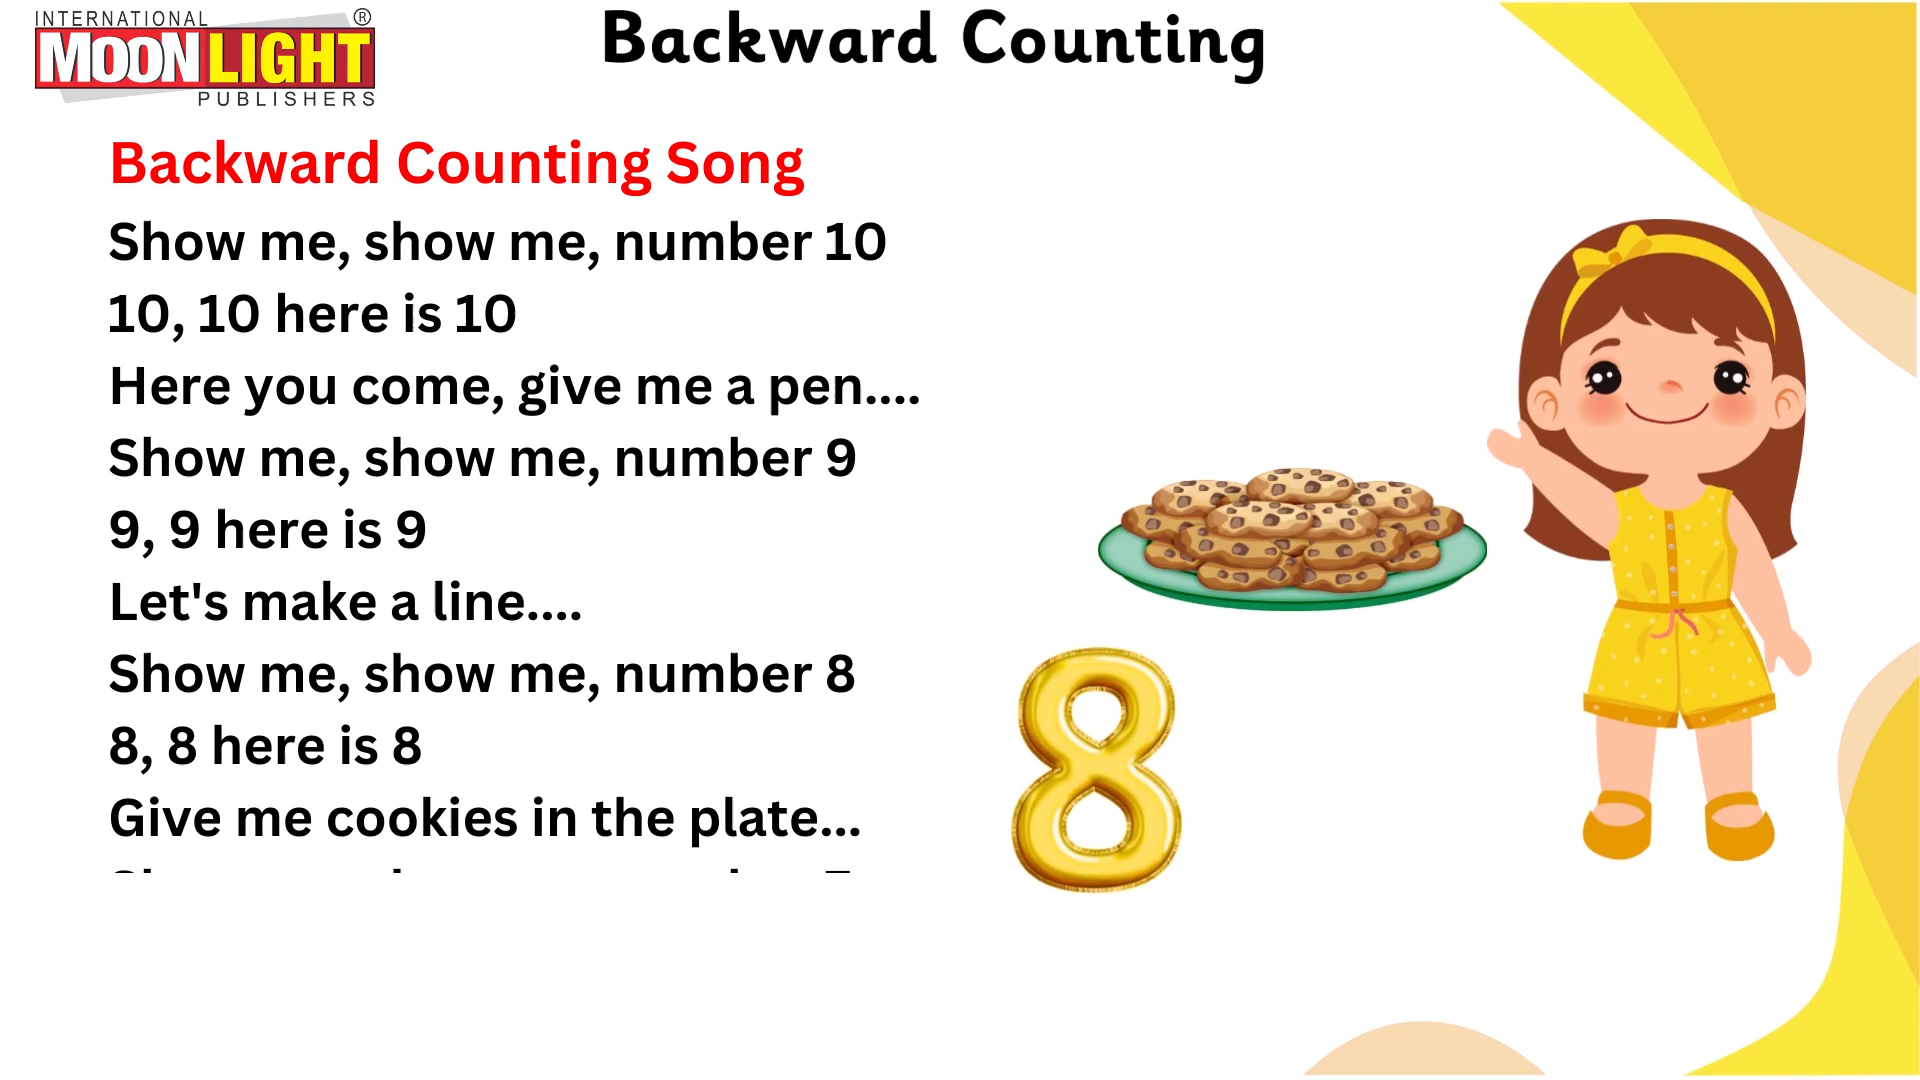 INTERNATIONAL ®
MOONLIGHT
PUBLISHERS
Backward Counting
Backward Counting Song
Show me, show me, number 10
10, 10 here is 10
Here you come, give me a pen....
Show me, show me, number 9
9, 9 here is 9
Let's make a line....
Show me, show me, number 8
8, 8 here is 8
Give me cookies in the plate...
8